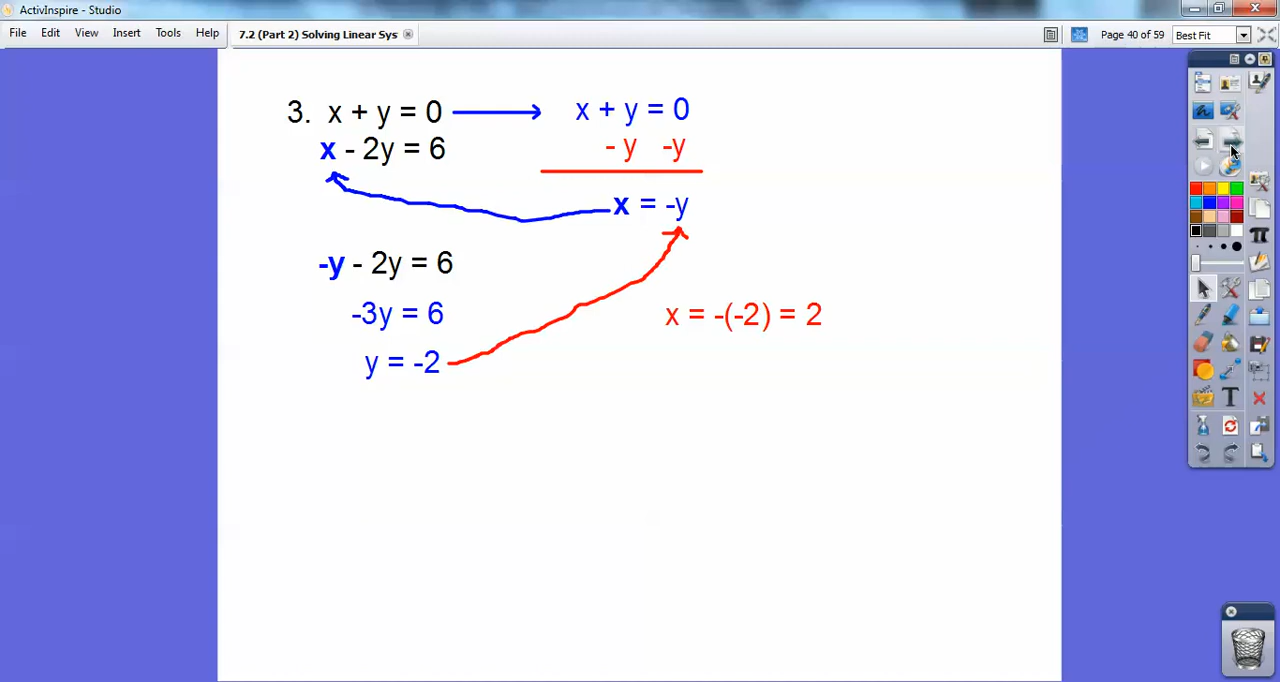 ActivInspire - Studio
File Edit View Insert Tools Help
7.2 (Part 2) Solving Linear Sys
Page 40 of 59
Best Fit
3. x + y = 0
x - 2y = 6
x + y = 0
- y -y
x = -y
-y - 2y = 6
-3y = 6
y = -2
x = -(-2) = 2